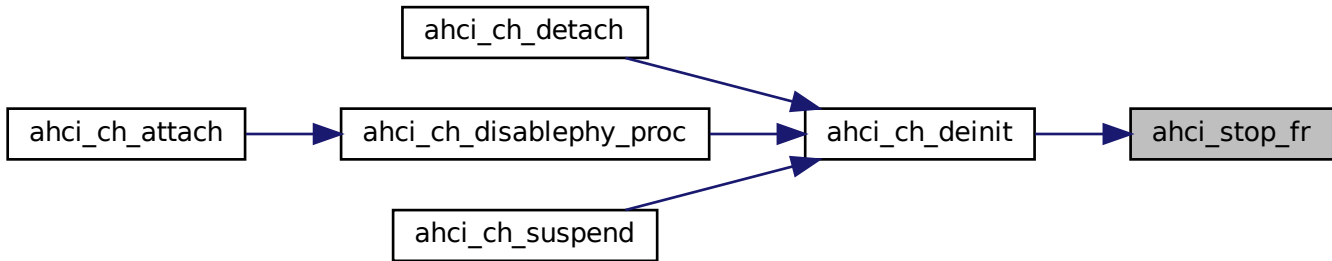 ahci_ch_detach
ahci_ch_attach
ahci_ch_disablephy_proc
ahci_ch_deinit
ahci_stop_fr
ahci_ch_suspend